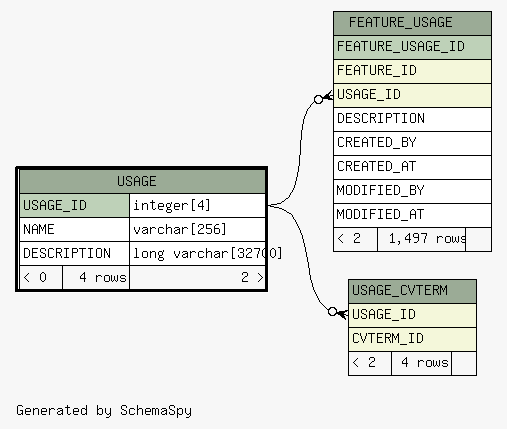 FEATURE_USAGE
FEATURE_USAGE_ID
FEATURE_ID
USAGE_ID
DESCRIPTION
CREATED_BY
CREATED_AT
MODIFIED_BY
MODIFIED_AT
< 2 1,497 rows
USAGE
USAGE_ID integer[4]
NAME varchar[256]
DESCRIPTION long varchar[32700]
< 0 4 rows 2 >
USAGE_CVTERM
USAGE_ID
CVTERM_ID
< 2 4 rows
Generated by SchemaSpy